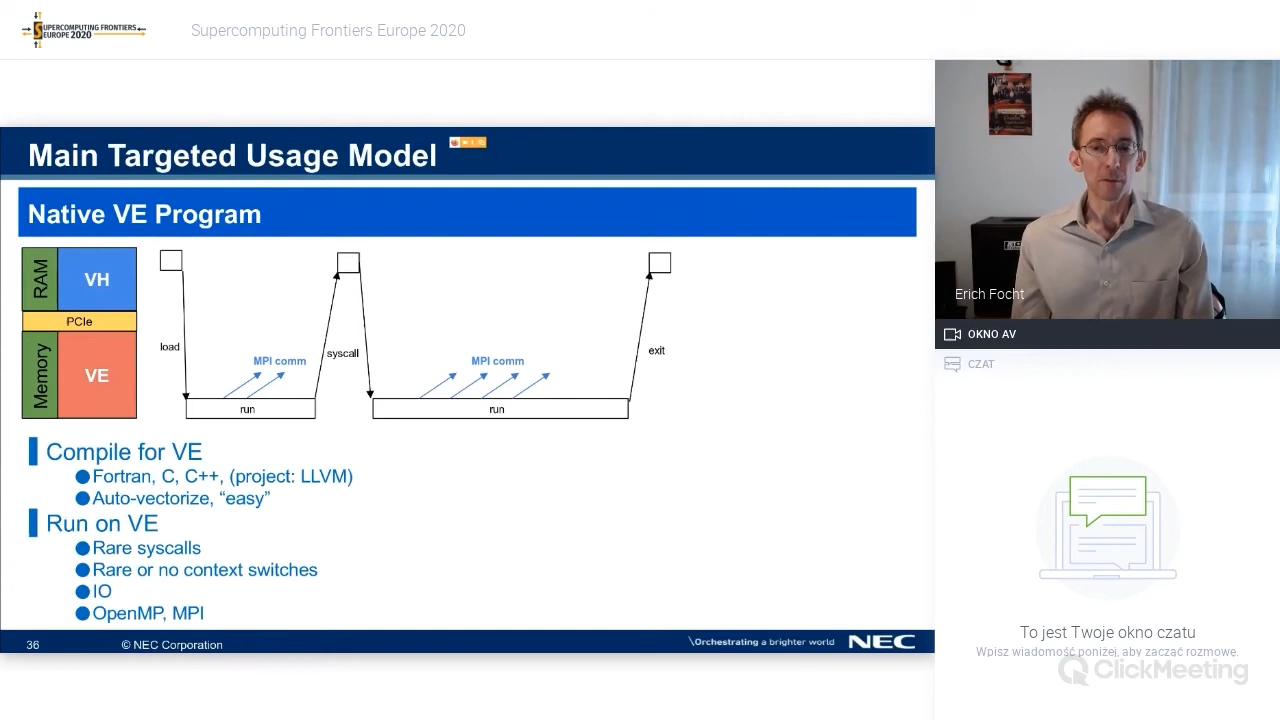 SUPERCOMPUTING FRONTIERS
EUROPE 2020
Supercomputing Frontiers Europe 2020
Main Targeted Usage Model
Native VE Program
RAM
VH
PCIe
Memory
VE
load
MPI comm
run
syscall
MPI comm
run
exit
Compile for VE
Fortran, C, C++, (project: LLVM)
Auto-vectorize, “easy”
Run on VE
Rare syscalls
Rare or no context switches
IO
OpenMP, MPI
36
© NEC Corporation
\Orchestrating a brighter world
NEC
Erich Focht
OKNO AV
CZAT
To jest Twoje okno czatu
Wpisz wiadomość poniżej, aby zacząć rozmowę.
ClickMeeting